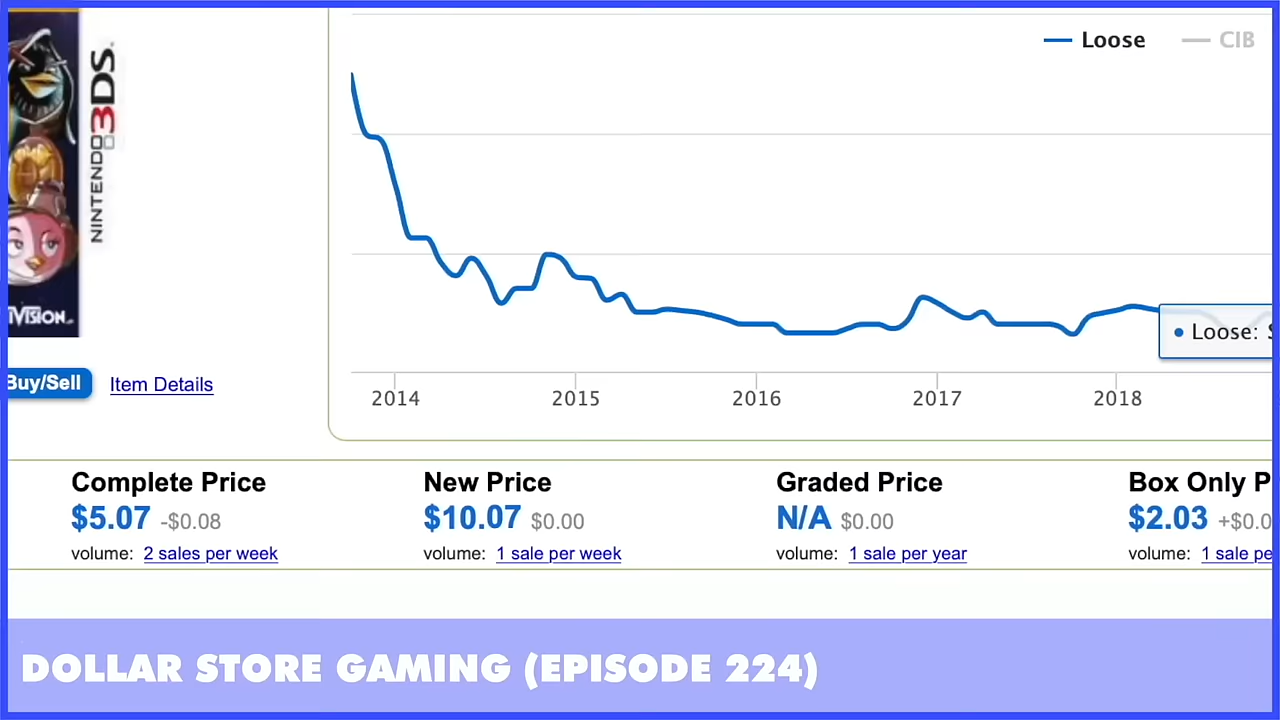 Loose
CIB
NINTENDO3DS
Buy/Sell
Item Details
2014
2015
2016
2017
2018
Loose:
Complete Price
New Price
Graded Price
Box Only P
$5.07 -$0.08
$10.07 $0.00
N/A $0.00
$2.03 +$0.0
volume: 2 sales per week
volume: 1 sale per week
volume: 1 sale per year
volume: 1 sale pe
DOLLAR STORE GAMING (EPISODE 224)